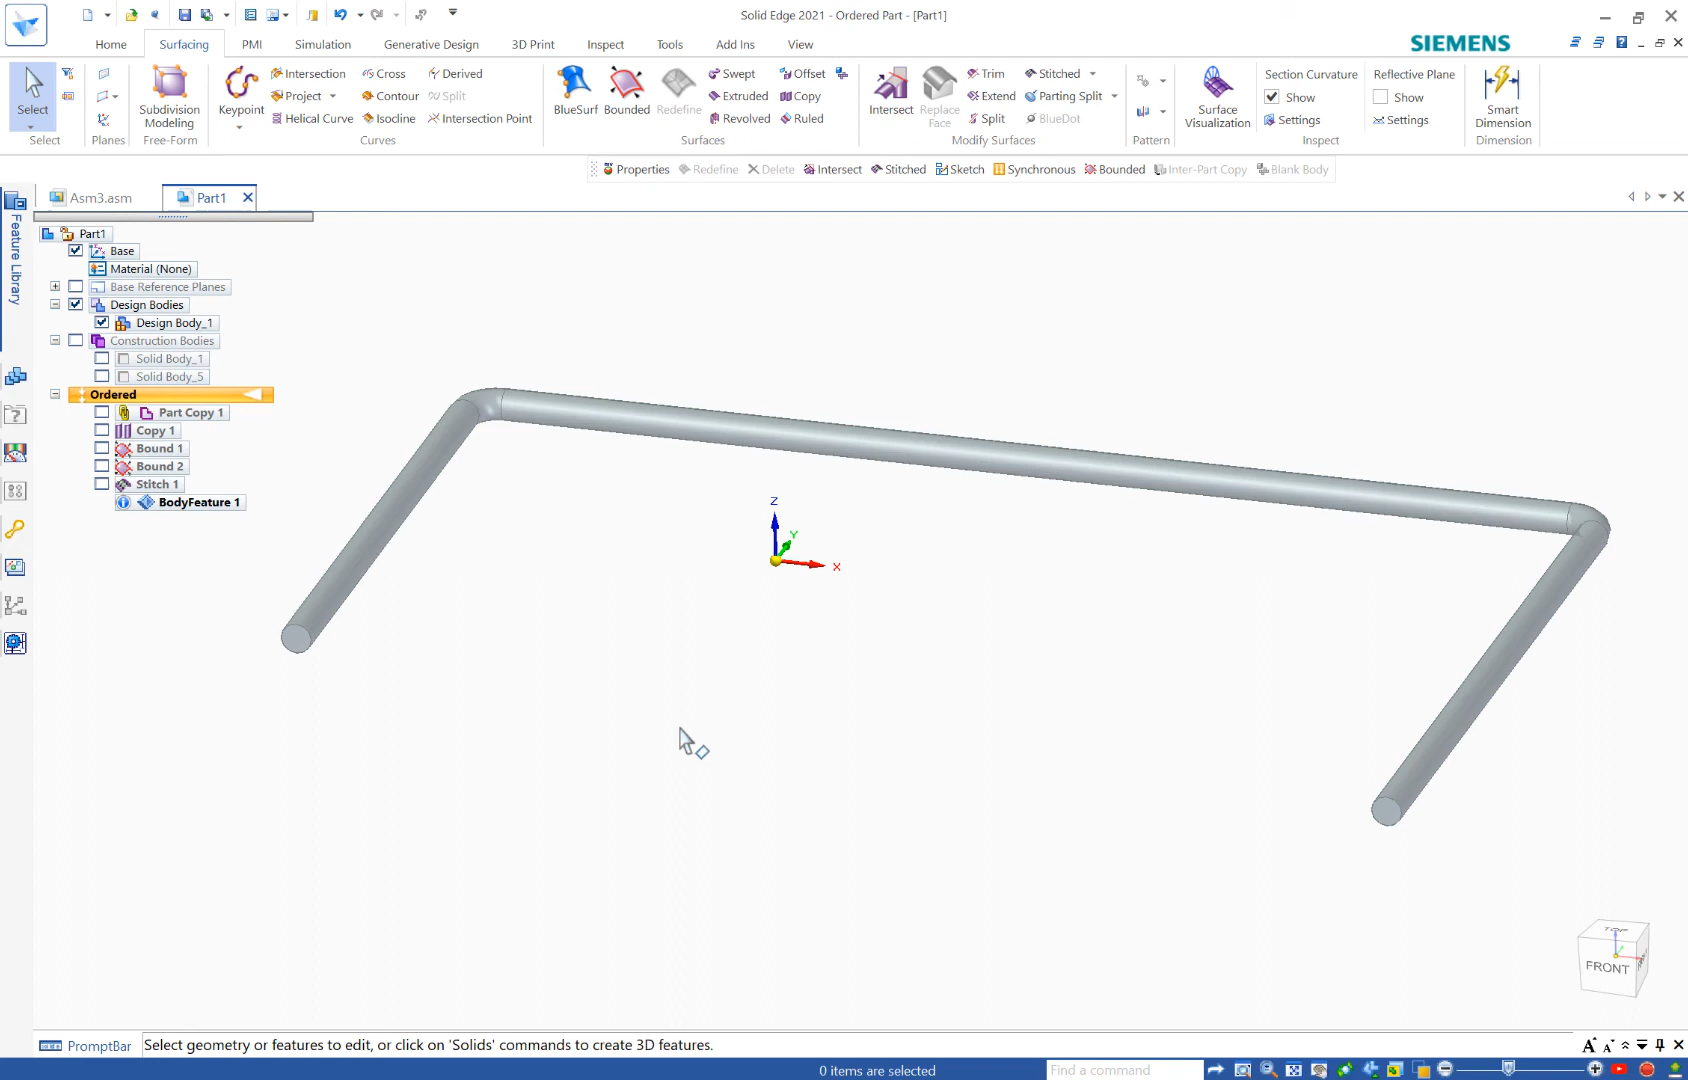 Solid Edge 2021 - Ordered Part - [Part1]
Home Surfacing PMI Simulation Generative Design 3D Print Inspect Tools Add Ins View
SIEMENS
Select
Select
Planes
Subdivision
Modeling
Free-Form
Keypoint
Intersection Cross Derived
Project Contour Split
Helical Curve Isocline Intersection Point
Curves
BlueSurf Bounded Redefine
Swept Offset
Extruded Copy
Revolved Ruled
Surfaces
Intersect Replace
Face
Trim Stitched
Extend Parting Split
Split BlueDot
Modify Surfaces
Pattern
Surface
Visualization
Section Curvature
Show
Settings
Reflective Plane
Show
Settings
Inspect
Smart
Dimension
Dimension
Properties Redefine Delete Intersect Stitched Sketch Synchronous Bounded Inter-Part Copy Blank Body
Asm3.asm Part1
Feature Library
Part1
Base
Material (None)
Base Reference Planes
Design Bodies
Design Body_1
Construction Bodies
Solid Body_1
Solid Body_5
Ordered
Part Copy 1
Copy 1
Bound 1
Bound 2
Stitch 1
BodyFeature 1
Z
Y
X
TOP
FRONT
PromptBar Select geometry or features to edit, or click on 'Solids' commands to create 3D features.
0 items are selected
Find a command